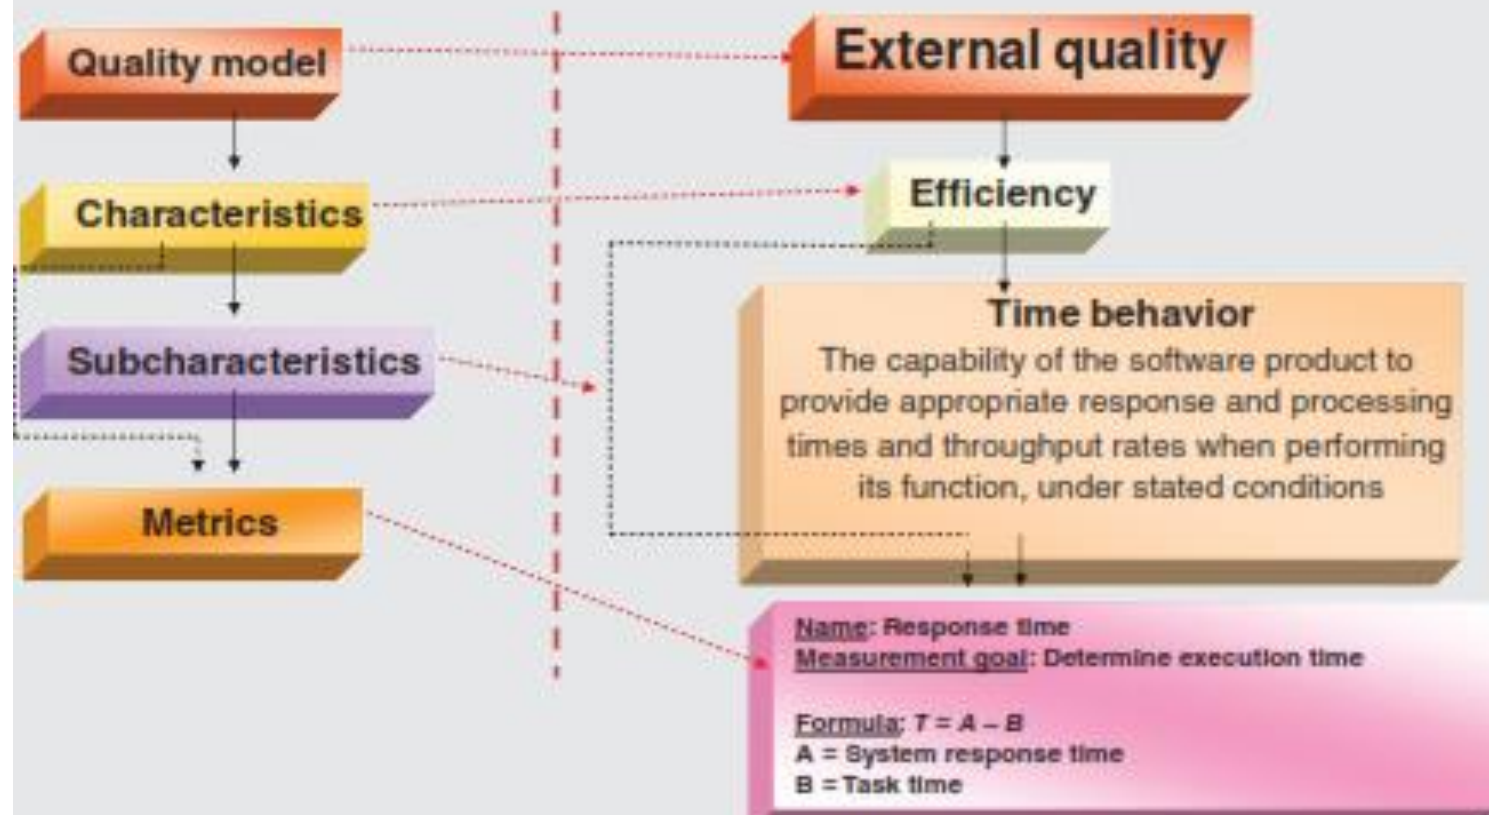 Quality model
External quality
Characteristics
Efficiency
Subcharacteristics
Time behavior
The capability of the software product to
provide appropriate response and processing
times and throughput rates when performing
its function, under stated conditions
Metrics
Name: Response time
Measurement goal: Determine execution time
Formula: T = A – B
A = System response time
B = Task time